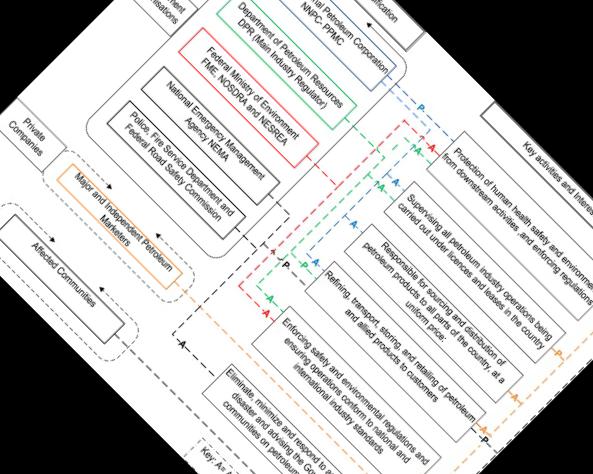 ification
ment
nisations
nal Petroleum Corporation
NNPC- PPMC
Department of Petroleum Resources
DPR (Main Industry Regulator)
Federal Ministry of Environment
FME, NOSDRA and NESREA
National Emergency Management
Agency NEMA
Police, Fire Service Department and
Federal Road Safety Commission
Private
Companies
Major and Independent Petroleum
Marketers
Affected Communities
Key activities and Interes
Protection of human health safety and environmen
from downstream activities ,and enforcing regulations
Supervising all petroleum industry operations being
carried out under licences and leases in the country
Responsible for sourcing and distribution of
petroleum products to all parts of the country, at a
uniform price:
Refining, transport, storing, and retailing of petroleum
and allied products to customers
Enforcing safety and environmental regulations and
ensuring operations conform to national and
international industry standards
Eliminate, minimize and respond to a
disaster and advising the Go
communities on petroleu
Key: A= A
P
A
A
A
A
A
P
P
A
A
A
A
P
A
A
P